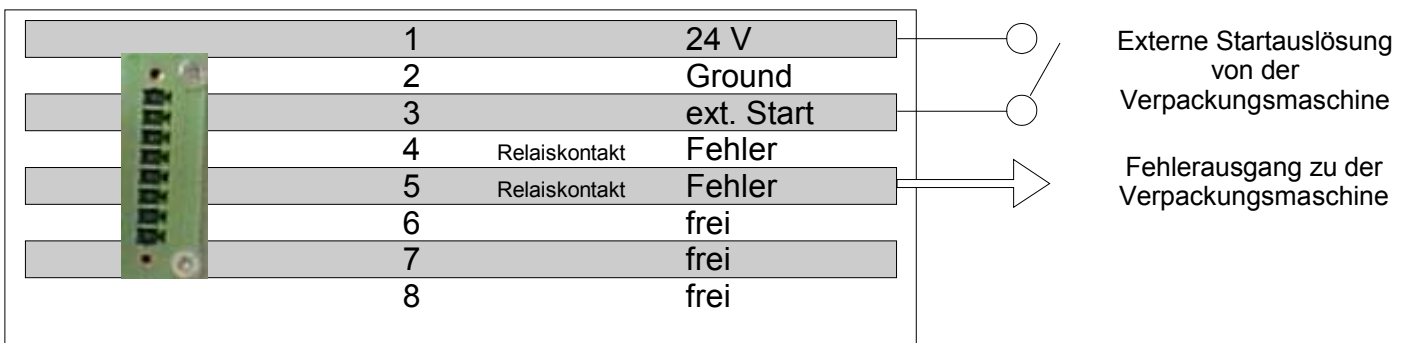 1 24 V
2 Ground
3 ext. Start
4 Relaiskontakt Fehler
5 Relaiskontakt Fehler
6 frei
7 frei
8 frei
Externe Startauslösung
von der
Verpackungsmaschine
Fehlerausgang zu der
Verpackungsmaschine